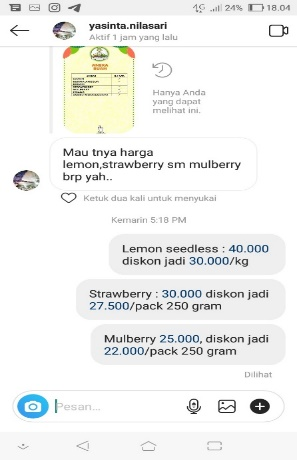 4G 24% 18.04
yasinta.nilasari
Aktif 1 jam yang lalu
Hanya Anda
yang dapat
melihat ini.
Mau tnya harga
lemon,strawberry sm mulberry
brp yah..
Ketuk dua kali untuk menyukai
Kemarin 5:18 PM
Lemon seedless : 40.000
diskon jadi 30.000/kg
Strawberry : 30.000 diskon jadi
27.500/pack 250 gram
Mulberry 25.000, diskon jadi
22.000/pack 250 gram
Dilihat
Pesan...